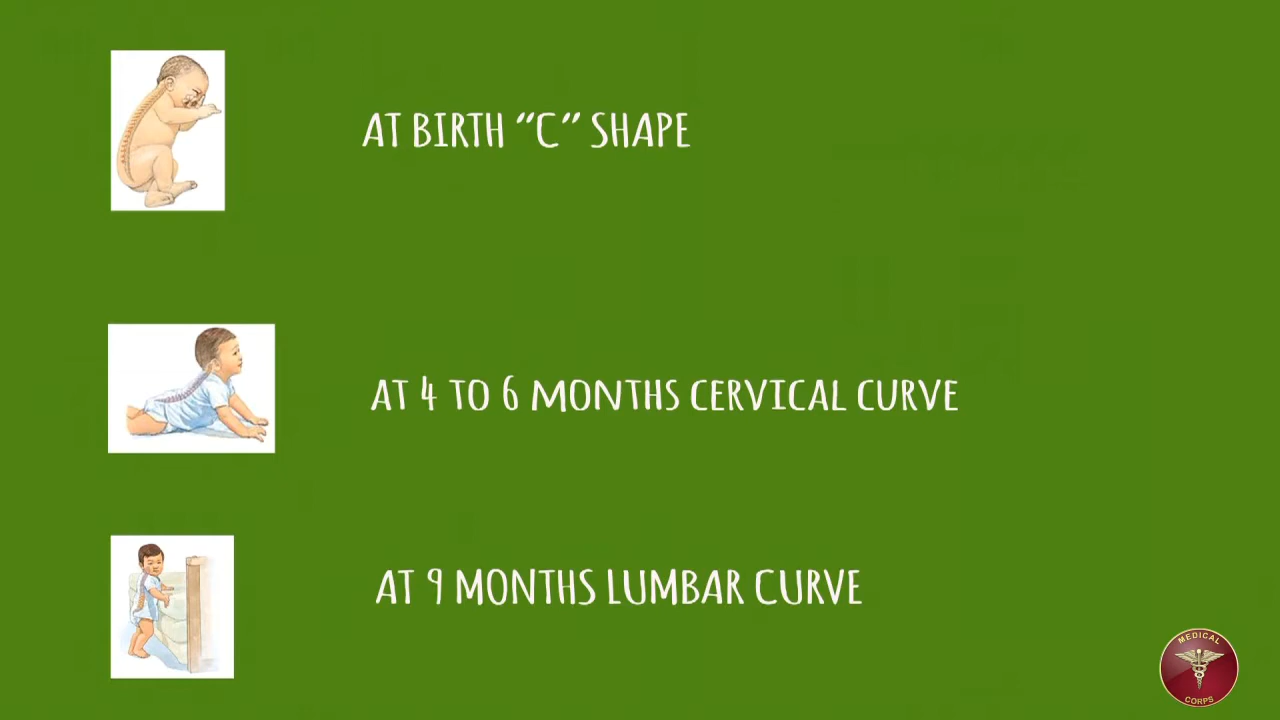 AT BIRTH “C” SHAPE
AT 4 TO 6 MONTHS CERVICAL CURVE
AT 9 MONTHS LUMBAR CURVE
MEDICAL
CORPS